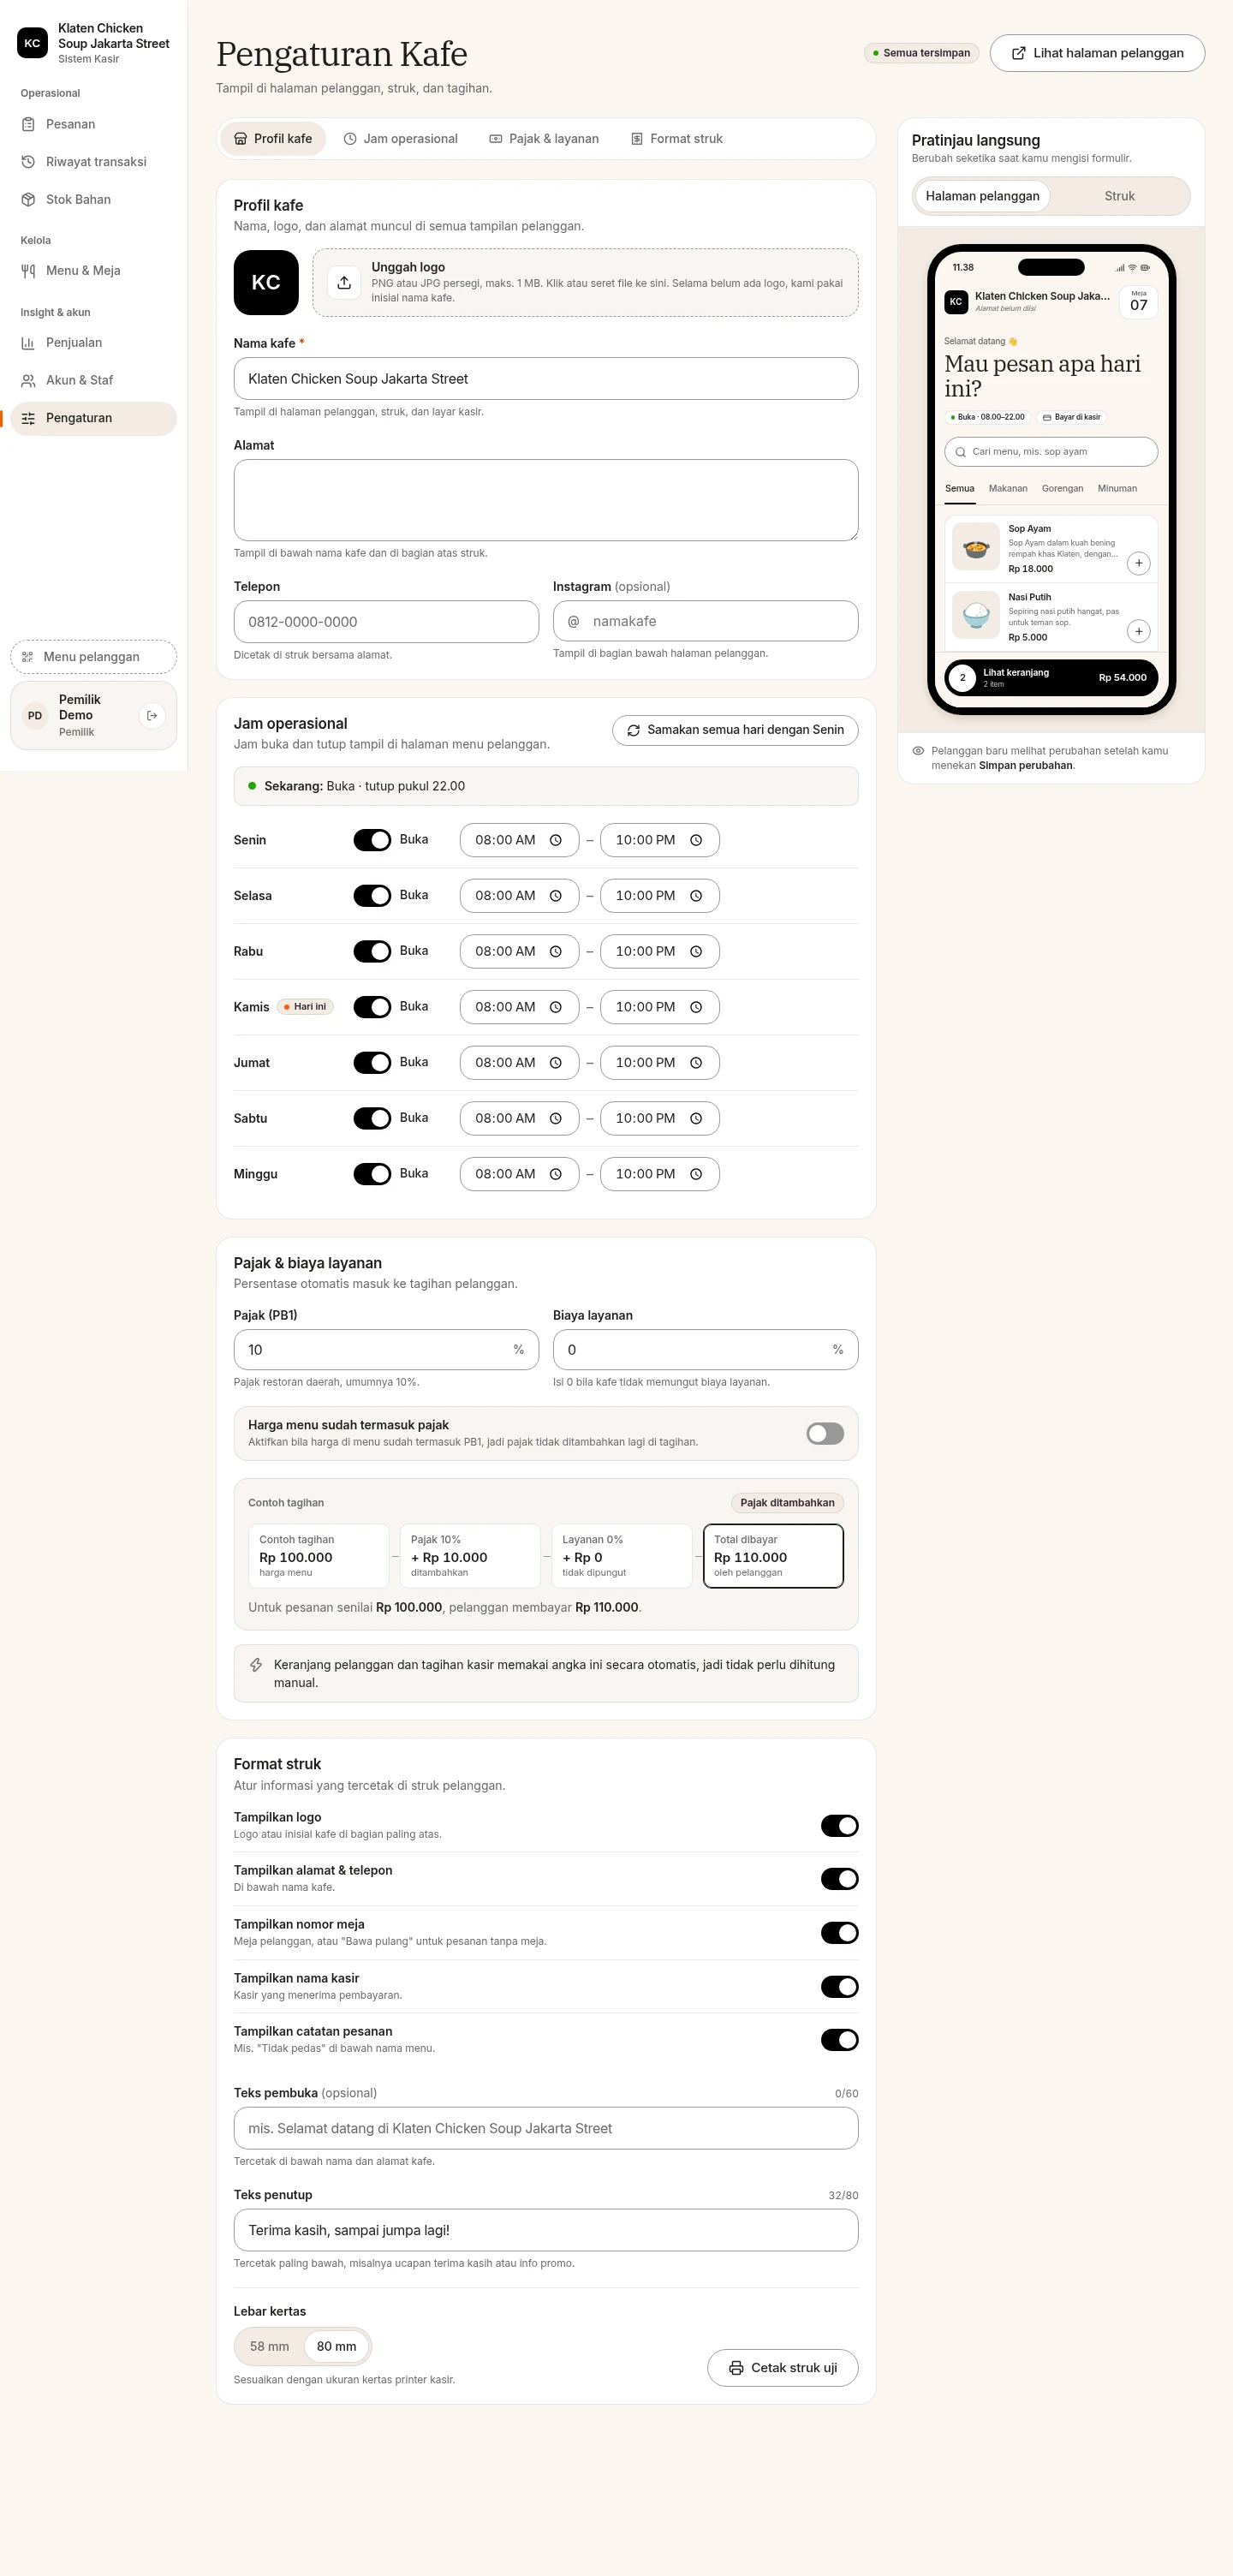 KC
Klaten Chicken
Soup Jakarta Street
Sistem Kasir
Operasional
Pesanan
Riwayat transaksi
Stok Bahan
Kelola
Menu & Meja
Insight & akun
Penjualan
Akun & Staf
Pengaturan
Menu pelanggan
PD
Pemilik
Demo
Pemilik
Pengaturan Kafe
Tampil di halaman pelanggan, struk, dan tagihan.
Semua tersimpan
Lihat halaman pelanggan
Profil kafe
Jam operasional
Pajak & layanan
Format struk
Profil kafe
Nama, logo, dan alamat muncul di semua tampilan pelanggan.
KC
Unggah logo
PNG atau JPG persegi, maks. 1 MB. Klik atau seret file ke sini. Selama belum ada logo, kami pakai
inisial nama kafe.
Nama kafe *
Klaten Chicken Soup Jakarta Street
Tampil di halaman pelanggan, struk, dan layar kasir.
Alamat
Tampil di bawah nama kafe dan di bagian atas struk.
Telepon
0812-0000-0000
Dicetak di struk bersama alamat.
Instagram (opsional)
@ namakafe
Tampil di bagian bawah halaman pelanggan.
Jam operasional
Jam buka dan tutup tampil di halaman menu pelanggan.
Samakan semua hari dengan Senin
Sekarang: Buka · tutup pukul 22.00
Senin Buka 08:00 AM – 10:00 PM
Selasa Buka 08:00 AM – 10:00 PM
Rabu Buka 08:00 AM – 10:00 PM
Kamis Hari ini Buka 08:00 AM – 10:00 PM
Jumat Buka 08:00 AM – 10:00 PM
Sabtu Buka 08:00 AM – 10:00 PM
Minggu Buka 08:00 AM – 10:00 PM
Pajak & biaya layanan
Persentase otomatis masuk ke tagihan pelanggan.
Pajak (PB1)
10 %
Pajak restoran daerah, umumnya 10%.
Biaya layanan
0 %
Isi 0 bila kafe tidak memungut biaya layanan.
Harga menu sudah termasuk pajak
Aktifkan bila harga di menu sudah termasuk PB1, jadi pajak tidak ditambahkan lagi di tagihan.
Contoh tagihan
Pajak ditambahkan
Contoh tagihan
Rp 100.000
harga menu
Pajak 10%
+ Rp 10.000
ditambahkan
Layanan 0%
+ Rp 0
tidak dipungut
Total dibayar
Rp 110.000
oleh pelanggan
Untuk pesanan senilai Rp 100.000, pelanggan membayar Rp 110.000.
Keranjang pelanggan dan tagihan kasir memakai angka ini secara otomatis, jadi tidak perlu dihitung
manual.
Format struk
Atur informasi yang tercetak di struk pelanggan.
Tampilkan logo
Logo atau inisial kafe di bagian paling atas.
Tampilkan alamat & telepon
Di bawah nama kafe.
Tampilkan nomor meja
Meja pelanggan, atau "Bawa pulang" untuk pesanan tanpa meja.
Tampilkan nama kasir
Kasir yang menerima pembayaran.
Tampilkan catatan pesanan
Mis. "Tidak pedas" di bawah nama menu.
Teks pembuka (opsional)
0/60
mis. Selamat datang di Klaten Chicken Soup Jakarta Street
Tercetak di bawah nama dan alamat kafe.
Teks penutup
32/80
Terima kasih, sampai jumpa lagi!
Tercetak paling bawah, misalnya ucapan terima kasih atau info promo.
Lebar kertas
58 mm
80 mm
Sesuaikan dengan ukuran kertas printer kasir.
Cetak struk uji
Pratinjau langsung
Berubah seketika saat kamu mengisi formulir.
Halaman pelanggan
Struk
11.38
KC
Klaten Chicken Soup Jaka...
Alamat belum diisi
Meja
07
Selamat datang 👋
Mau pesan apa hari
ini?
Buka · 08.00–22.00
Bayar di kasir
Cari menu, mis. sop ayam
Semua
Makanan
Gorengan
Minuman
Sop Ayam
Sop Ayam dalam kuah bening
rempah khas Klaten, dengan...
Rp 18.000
Nasi Putih
Sepiring nasi putih hangat, pas
untuk teman sop.
Rp 5.000
2
Lihat keranjang
2 item
Rp 54.000
Pelanggan baru melihat perubahan setelah kamu
menekan Simpan perubahan.